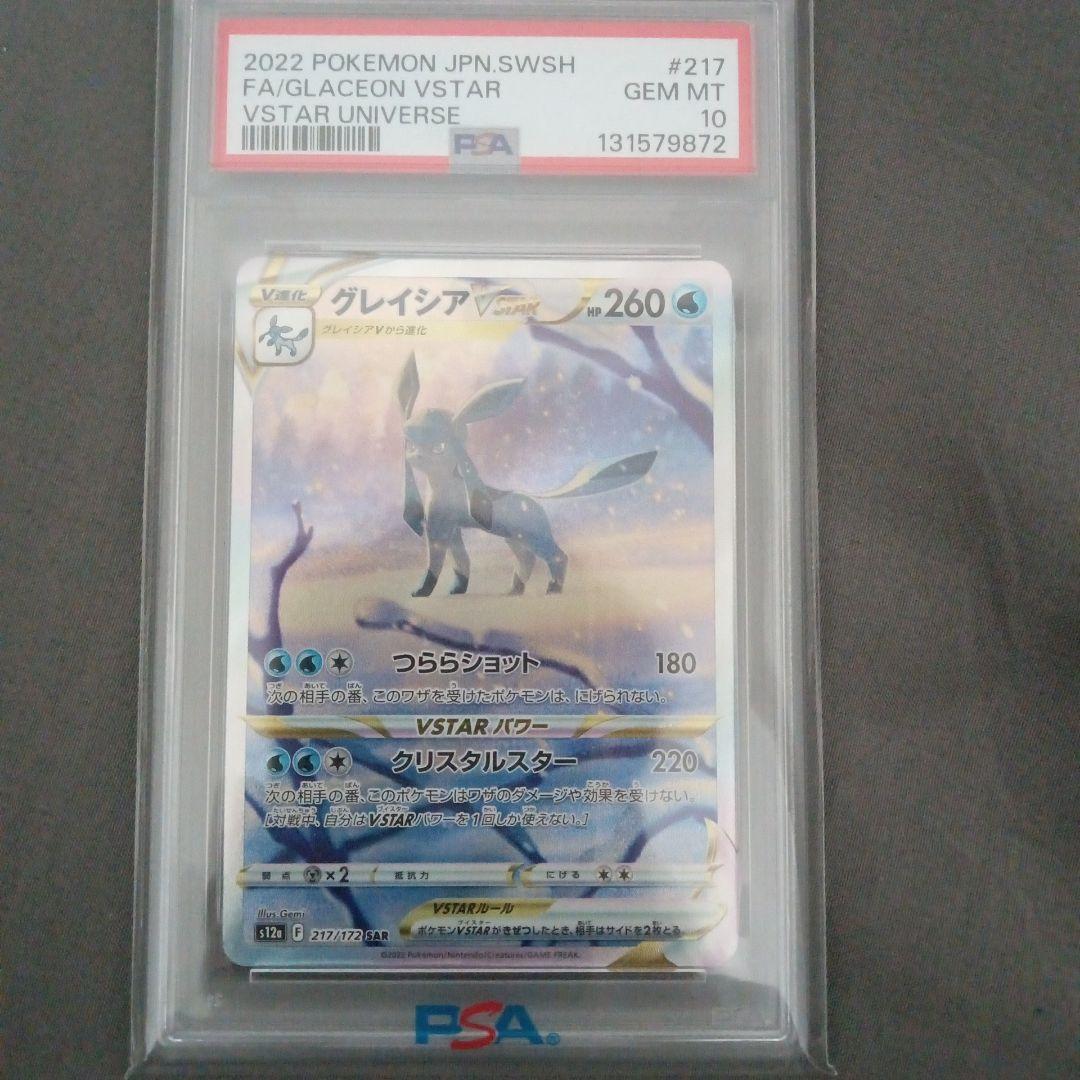 2022 POKEMON JPN.SWSH #217
FA/GLACEON VSTAR GEM MT
VSTAR UNIVERSE 10
PSA 131579872
V進化 グレイシア VSTAR HP 260
グレイシアVから進化
つららショット 180
次の相手の番、このワザを受けたポケモンは、にげられない。
VSTARパワー
クリスタルスター 220
次の相手の番、このポケモンはワザのダメージや効果を受けない。
[対戦中、自分はVSTARパワーを1回しか使えない。]
弱点 ×2 抵抗力 にげる
Illus.Gemi VSTARルール
s12a F 217/172 SAR ポケモンVSTARがきぜつしたとき、相手はサイドを2枚とる。
©2022 Pokémon/Nintendo/Creatures/GAME FREAK.
PSA®